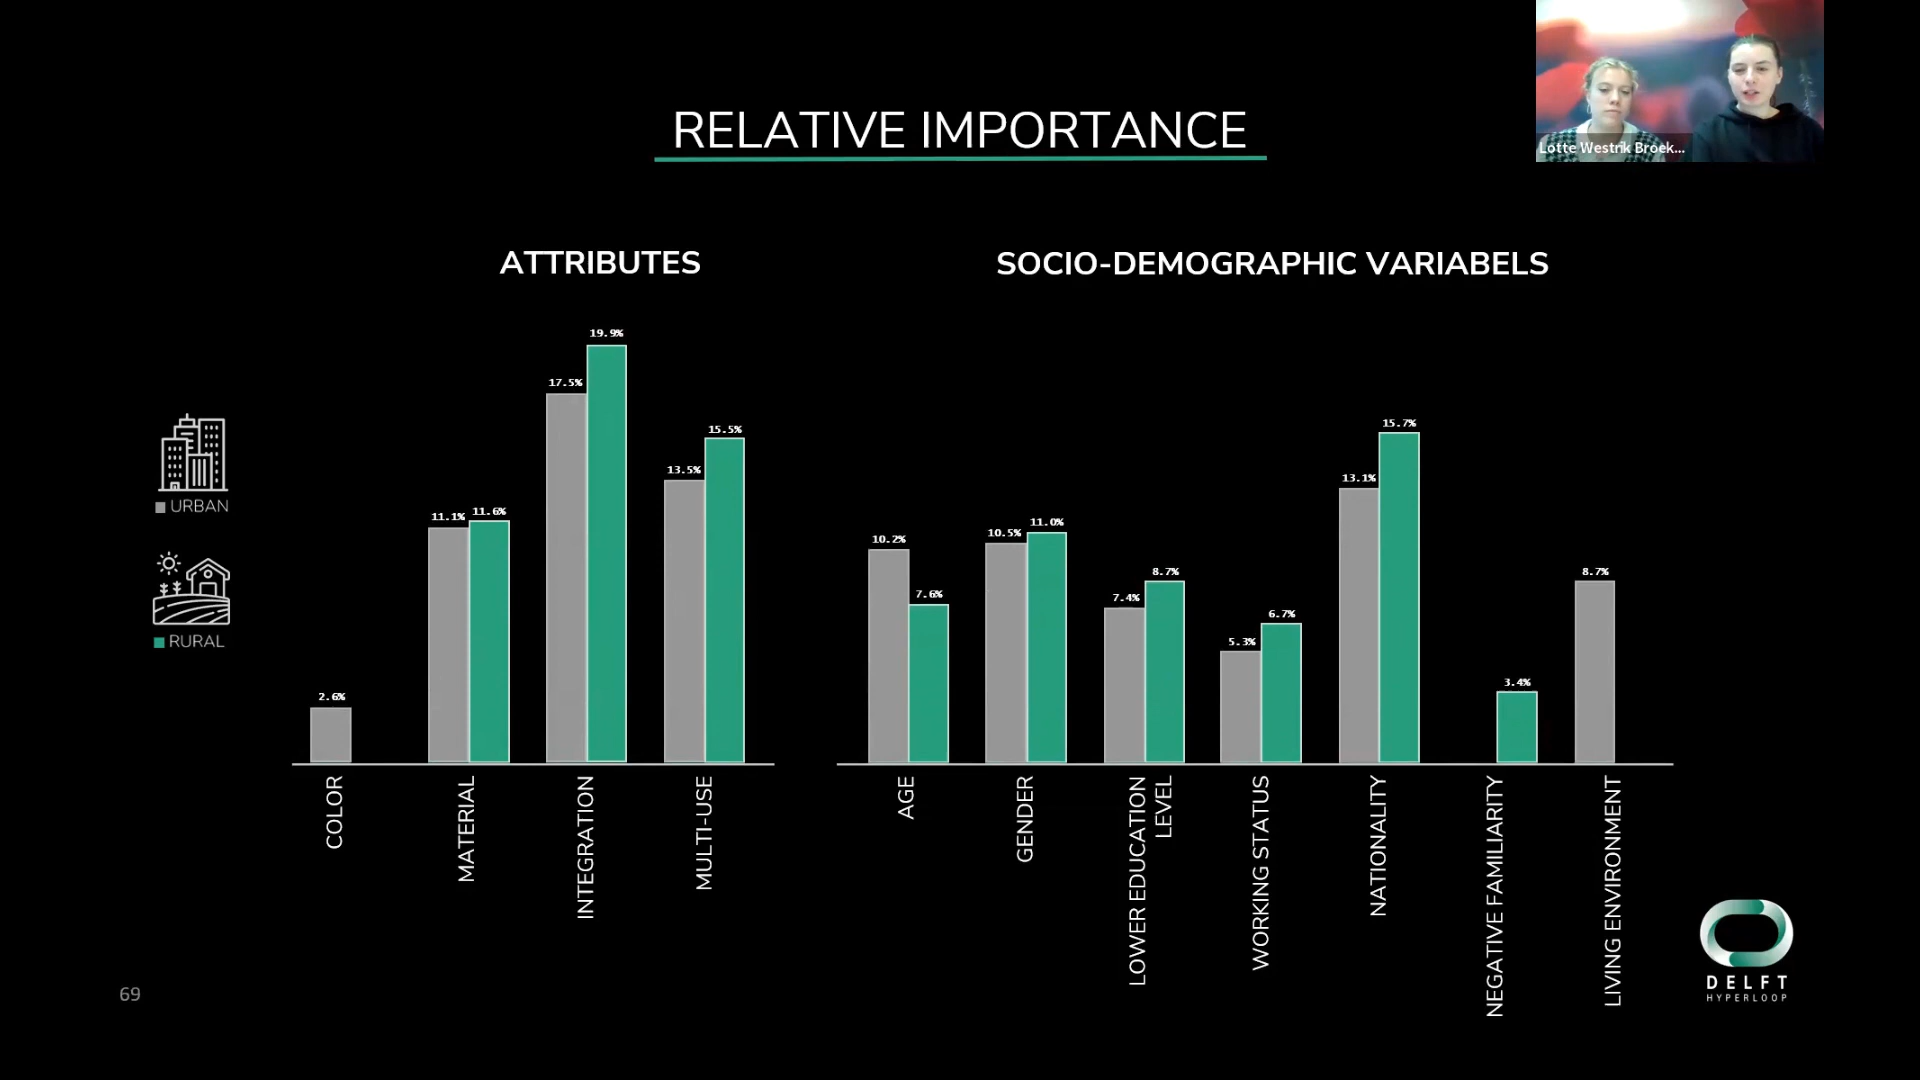 Lotte Westrik Broek...
RELATIVE IMPORTANCE
ATTRIBUTES
SOCIO-DEMOGRAPHIC VARIABELS
URBAN
RURAL
2.6%
11.1%
11.6%
17.5%
19.9%
13.5%
15.5%
COLOR
MATERIAL
INTEGRATION
MULTI-USE
10.2%
7.6%
10.5%
11.0%
7.4%
8.7%
5.3%
6.7%
13.1%
15.7%
3.4%
8.7%
AGE
GENDER
LOWER EDUCATION
LEVEL
WORKING STATUS
NATIONALITY
NEGATIVE FAMILIARITY
LIVING ENVIRONMENT
69
DELFT
HYPERLOOP